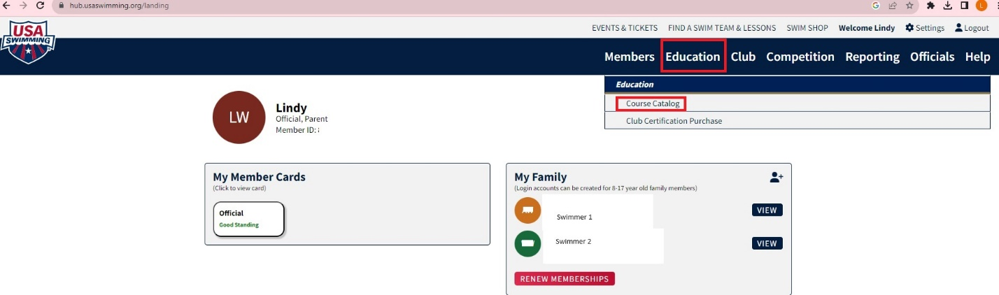 hub.usaswimming.org/landing
L
USA
SWIMMING
EVENTS & TICKETS FIND A SWIM TEAM & LESSONS SWIM SHOP Welcome Lindy Settings Logout
Members Education Club Competition Reporting Officials Help
Education
Course Catalog
Club Certification Purchase
LW
Lindy
Official, Parent
Member ID:
My Member Cards
(Click to view card)
Official
Good Standing
My Family
(Login accounts can be created for 8-17 year old family members)
Swimmer 1
VIEW
Swimmer 2
VIEW
RENEW MEMBERSHIPS